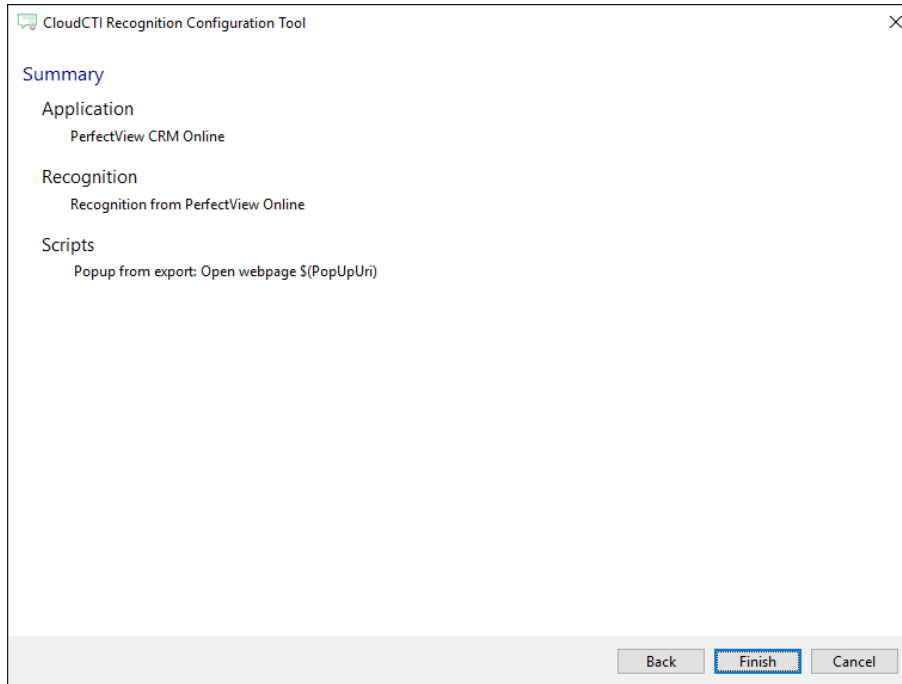 CloudCTI Recognition Configuration Tool
Summary
Application
PerfectView CRM Online
Recognition
Recognition from PerfectView Online
Scripts
Popup from export: Open webpage $(PopUpUri)
Back Finish Cancel